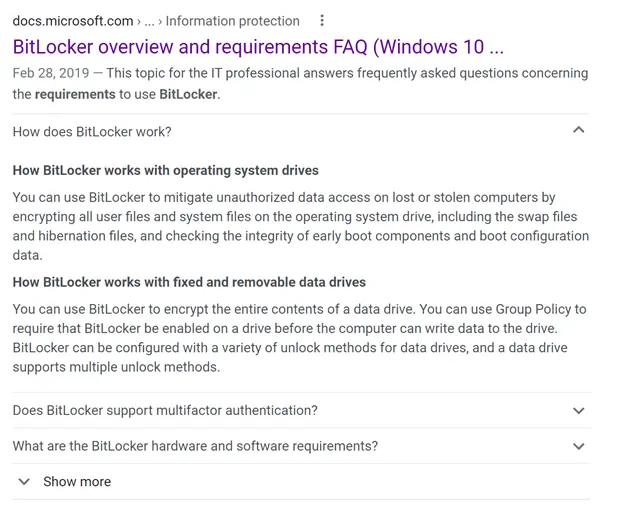 docs.microsoft.com › ... › Information protection
BitLocker overview and requirements FAQ (Windows 10 ...
Feb 28, 2019 — This topic for the IT professional answers frequently asked questions concerning
the requirements to use BitLocker.
How does BitLocker work?
How BitLocker works with operating system drives
You can use BitLocker to mitigate unauthorized data access on lost or stolen computers by
encrypting all user files and system files on the operating system drive, including the swap files
and hibernation files, and checking the integrity of early boot components and boot configuration
data.
How BitLocker works with fixed and removable data drives
You can use BitLocker to encrypt the entire contents of a data drive. You can use Group Policy to
require that BitLocker be enabled on a drive before the computer can write data to the drive.
BitLocker can be configured with a variety of unlock methods for data drives, and a data drive
supports multiple unlock methods.
Does BitLocker support multifactor authentication?
What are the BitLocker hardware and software requirements?
Show more